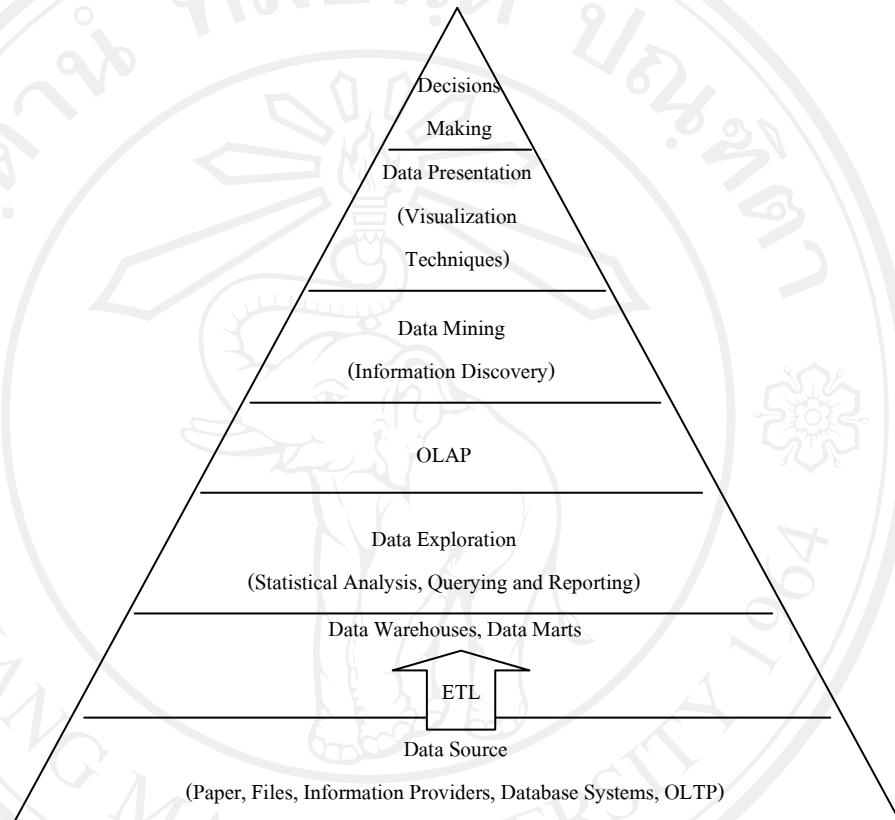 Decisions
Making
Data Presentation
(Visualization
Techniques)
Data Mining
(Information Discovery)
OLAP
Data Exploration
(Statistical Analysis, Querying and Reporting)
Data Warehouses, Data Marts
ETL
Data Source
(Paper, Files, Information Providers, Database Systems, OLTP)
1964